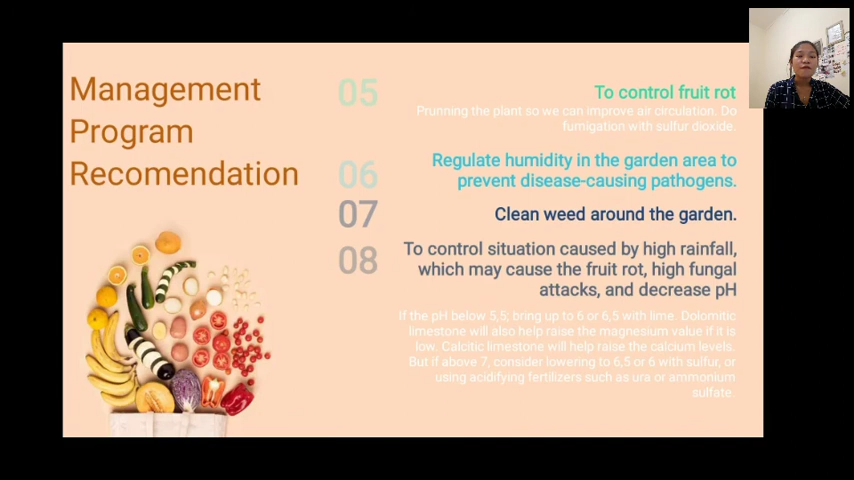 Management
Program
Recomendation
05
To control fruit rot
Prunning the plant so we can improve air circulation. Do
fumigation with sulfur dioxide.
06
Regulate humidity in the garden area to
prevent disease-causing pathogens.
07
Clean weed around the garden.
08
To control situation caused by high rainfall,
which may cause the fruit rot, high fungal
attacks, and decrease pH
If the pH below 5.5; bring up to 6 or 6,5 with lime. Dolomitic
limestone will also help raise the magnesium value if it is
low. Calcitic limestone will help raise the calcium levels.
But if above 7, consider lowering to 6,5 or 6 with sulfur, or
using acidifying fertilizers such as ura or ammonium
sulfate.